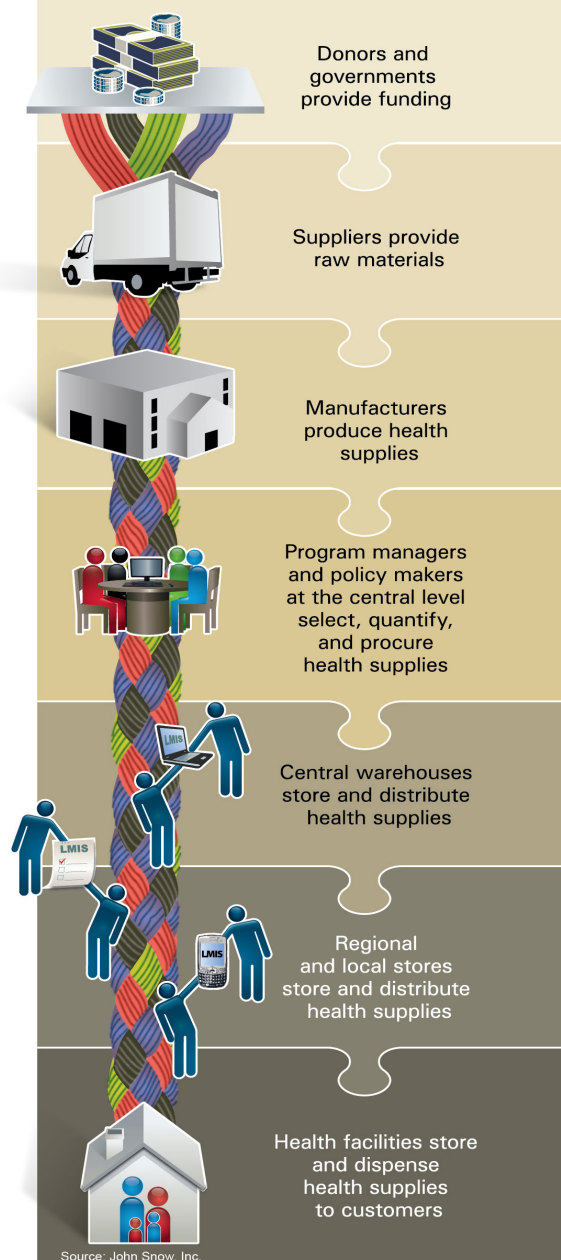 Donors and
governments
provide funding
Suppliers provide
raw materials
Manufacturers
produce health
supplies
Program managers
and policy makers
at the central level
select, quantify,
and procure
health supplies
LMIS
Central warehouses
store and distribute
health supplies
LMIS
Regional
and local stores
store and distribute
health supplies
LMIS
Health facilities store
and dispense
health supplies
to customers
Source: John Snow, Inc.